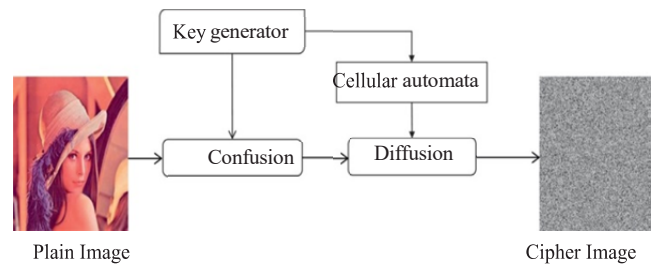 Key generator
Cellular automata
Confusion
Diffusion
Plain Image
Cipher Image